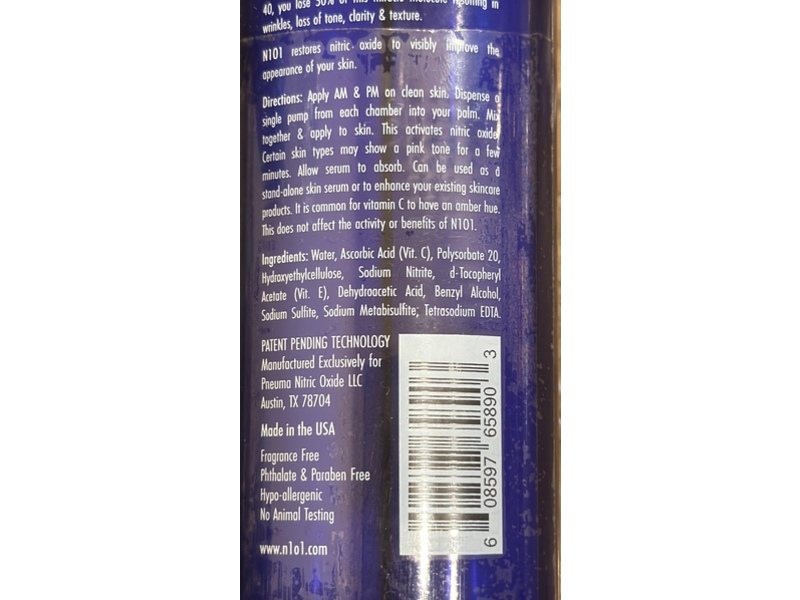 40, you lose 50% of this miracle molecule resulting in
wrinkles, loss of tone, clarity & texture.
N101 restores nitric oxide to visibly improve the
appearance of your skin.
Directions: Apply AM & PM on clean skin. Dispense a
single pump from each chamber into your palm. Mix
together & apply to skin. This activates nitric oxide.
Certain skin types may show a pink tone for a few
minutes. Allow serum to absorb. Can be used as a
stand-alone skin serum or to enhance your existing skincare
products. It is common for vitamin C to have an amber hue.
This does not affect the activity or benefits of N101.
Ingredients: Water, Ascorbic Acid (Vit. C), Polysorbate 20,
Hydroxyethylcellulose, Sodium Nitrite, d-Tocopheryl
Acetate (Vit. E), Dehydroacetic Acid, Benzyl Alcohol,
Sodium Sulfite, Sodium Metabisulfite; Tetrasodium EDTA.
PATENT PENDING TECHNOLOGY
Manufactured Exclusively for
Pneuma Nitric Oxide LLC
Austin, TX 78704
Made in the USA
Fragrance Free
Phthalate & Paraben Free
Hypo-allergenic
No Animal Testing
www.n1o1.com
6 08597 65890 3